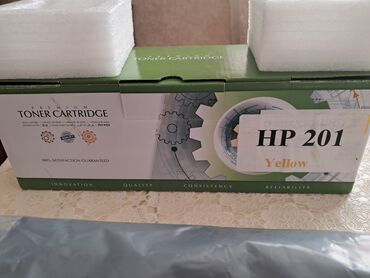 TONER CARTRIDGE
PREMIUM
TONER CARTRIDGE
100% SATISFACTION GUARANTEED
HP 201
Yellow
INNOVATION QUALITY CONSISTENCY RELIABILITY